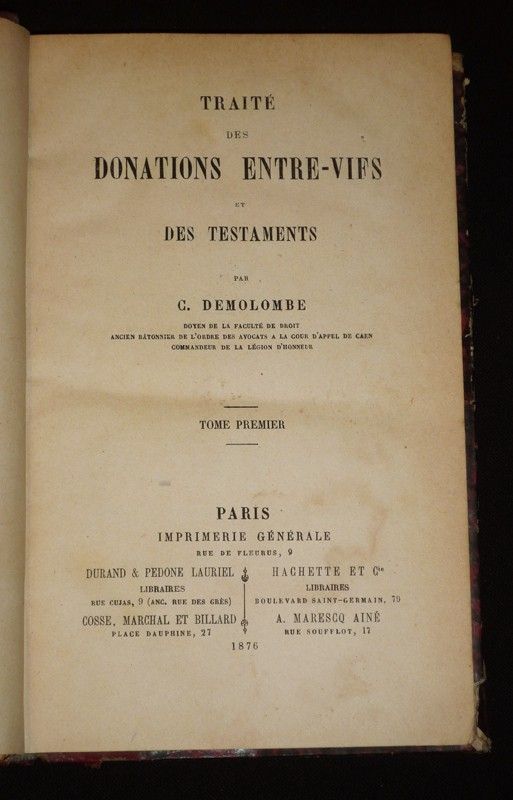 TRAITÉ
DES
DONATIONS ENTRE-VIFS
ET
DES TESTAMENTS
PAR
C. DEMOLOMBE
DOYEN DE LA FACULTÉ DE DROIT
ANCIEN BÂTONNIER DE L'ORDRE DES AVOCATS A LA COUR D'APPEL DE CAEN
COMMANDEUR DE LA LÉGION D'HONNEUR
TOME PREMIER
PARIS
IMPRIMERIE GÉNÉRALE
RUE DE FLEURUS, 9
DURAND & PEDONE LAURIEL
LIBRAIRES
RUE CUJAS, 9 (ANC. RUE DES GRÈS)
COSSE, MARCHAL ET BILLARD
PLACE DAUPHINE, 27
HACHETTE ET Cie
LIBRAIRES
BOULEVARD SAINT-GERMAIN, 79
A. MARESCQ AINÉ
RUE SOUFFLOT, 17
1876